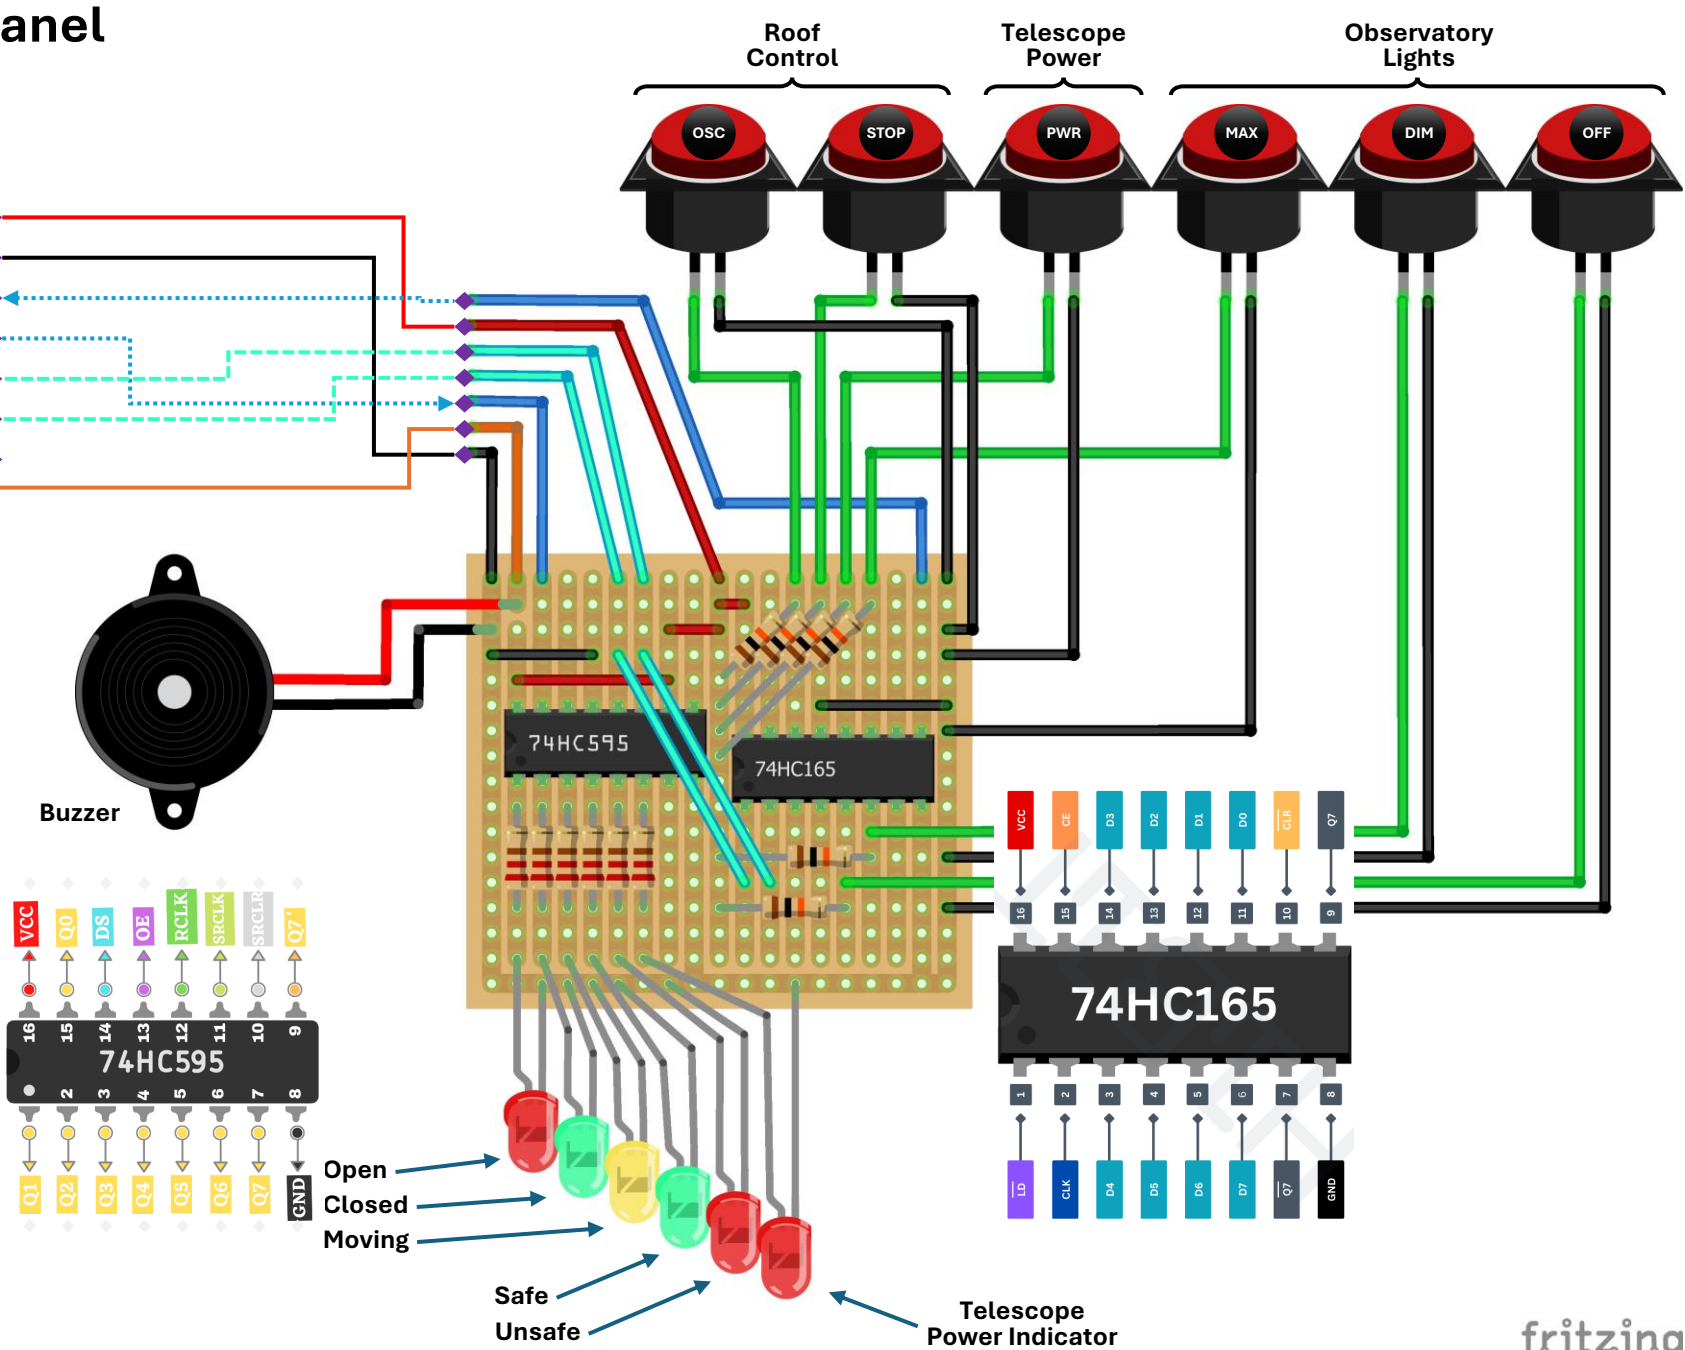 anel
Roof
Control
Telescope
Power
Observatory
Lights
OSC
STOP
PWR
MAX
DIM
OFF
74HC595
74HC165
Buzzer
VCC
CE
D3
D2
D1
D0
CLR
Q7
16
15
14
13
12
11
10
9
74HC165
1
2
3
4
5
6
7
8
LD
CLK
D4
D5
D6
D7
Q7
GND
VCC
Q0
DS
OE
RCLK
SRCLK
SRCLR
Q7'
16
15
14
13
12
11
10
9
74HC595
2
3
4
5
6
7
8
Q1
Q2
Q3
Q4
Q5
Q6
Q7
GND
Open
Closed
Moving
Safe
Unsafe
Telescope
Power Indicator
fritzing